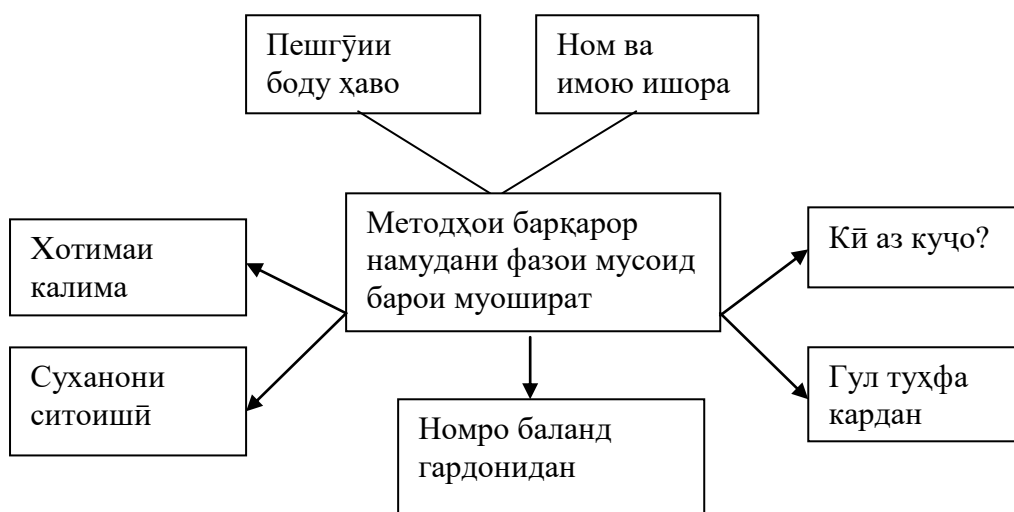 Пешгӯии
боду ҳаво
Ном ва
имою ишора
Методҳои барқарор
намудани фазои мусоид
барои муошират
Хотимаи
калима
Кӣ аз куҷо?
Суханони
ситоишӣ
Гул туҳфа
кардан
Номро баланд
гардонидан